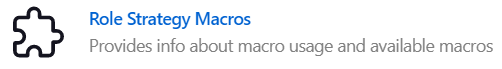 Role Strategy Macros
Provides info about macro usage and available macros